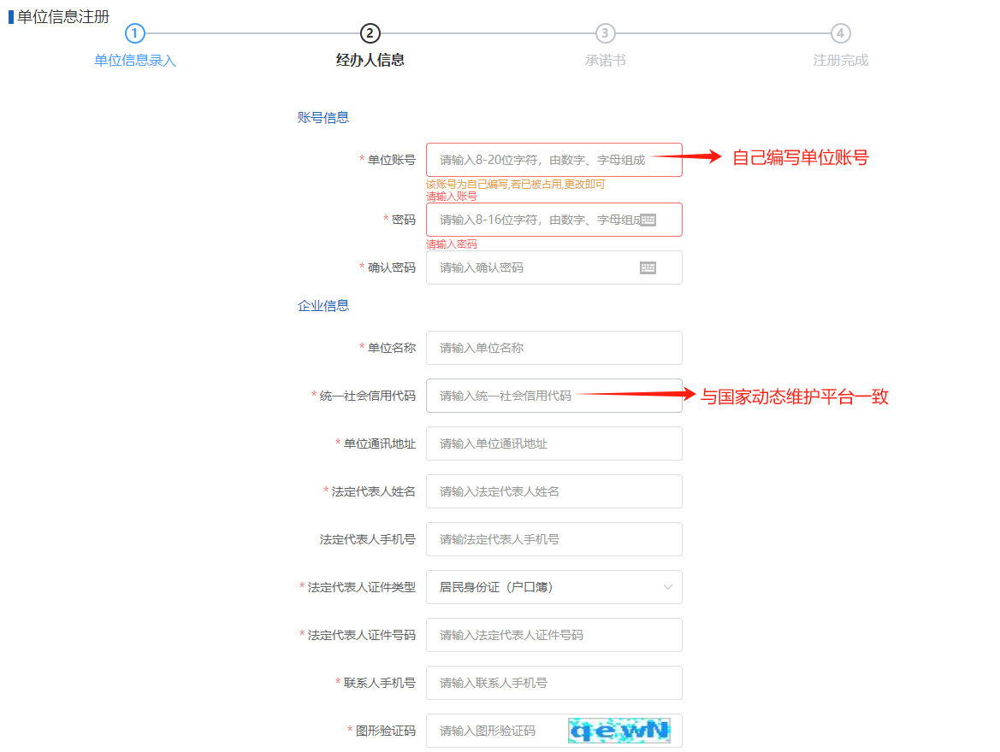 单位信息注册
1 2 3 4
单位信息录入 经办人信息 承诺书 注册完成
账号信息
* 单位账号 请输入8-20位字符，由数字、字母组成 自己编写单位账号
该账号为自己编写,若已被占用,更改即可
请输入账号
* 密码 请输入8-16位字符，由数字、字母组成
请输入密码
* 确认密码 请输入确认密码
企业信息
* 单位名称 请输入单位名称
* 统一社会信用代码 请输入统一社会信用代码 与国家动态维护平台一致
* 单位通讯地址 请输入单位通讯地址
* 法定代表人姓名 请输入法定代表人姓名
法定代表人手机号 请输法定代表人手机号
* 法定代表人证件类型 居民身份证（户口簿）
* 法定代表人证件号码 请输入法定代表人证件号码
* 联系人手机号 请输入联系人手机号
* 图形验证码 请输入图形验证码 qewN